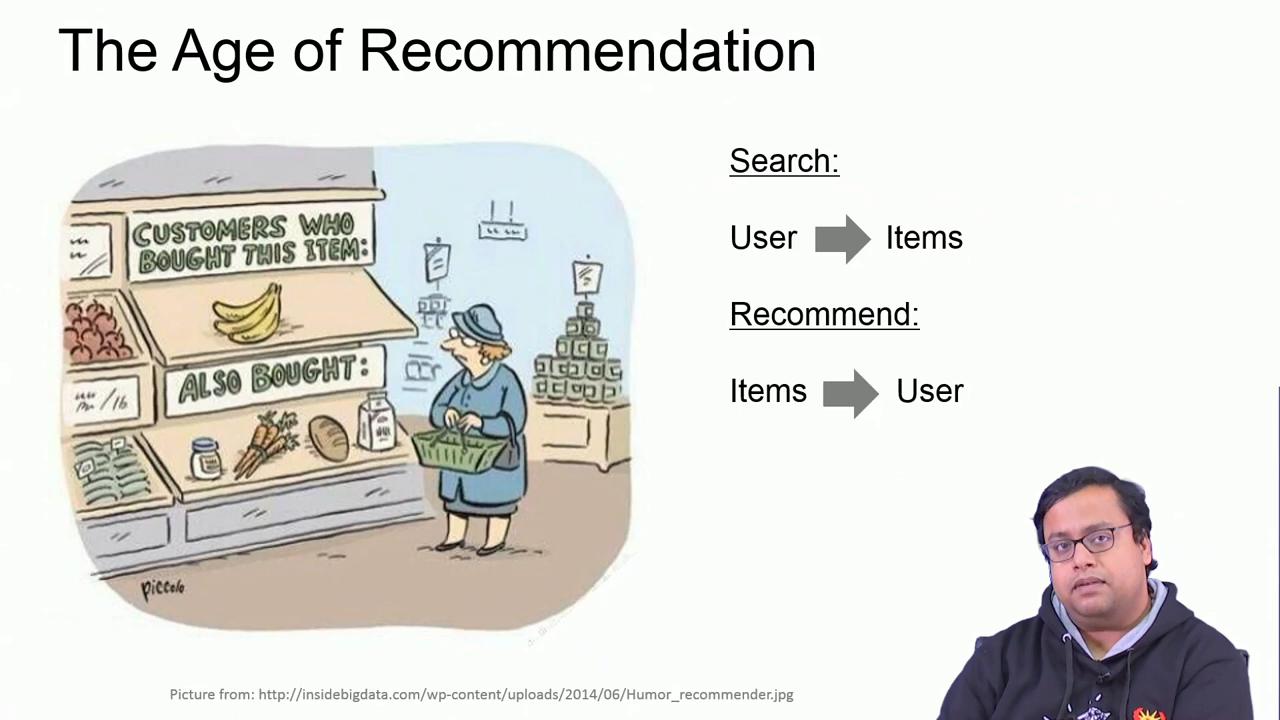 The Age of Recommendation
CUSTOMERS WHO
BOUGHT THIS ITEM:
ALSO BOUGHT:
piccolo
Search:
User Items
Recommend:
Items User
Picture from: http://insidebigdata.com/wp-content/uploads/2014/06/Humor_recommender.jpg